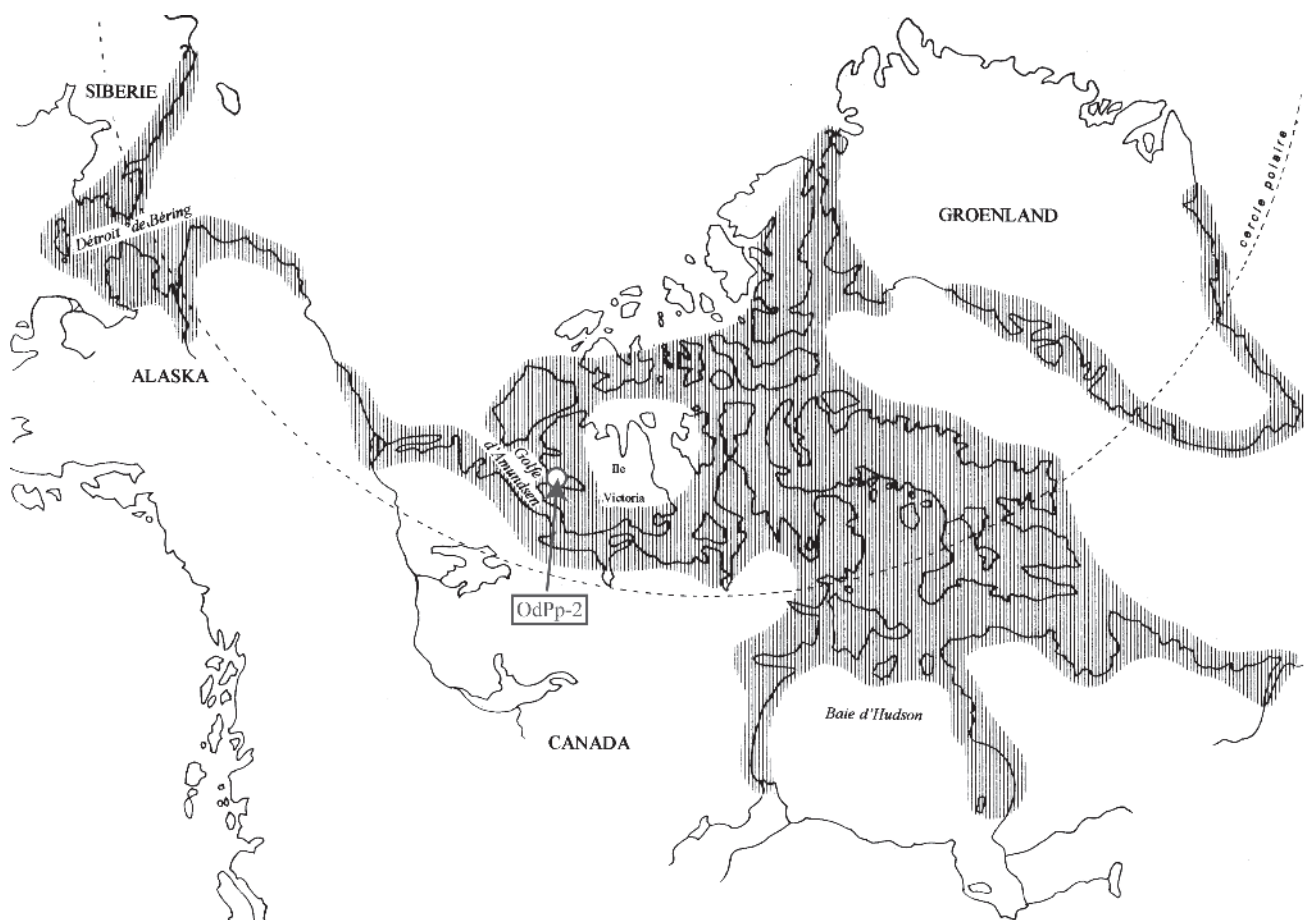 SIBERIE
Détroit de Béring
ALASKA
GROENLAND
cercle polaire
Golfe
d'Amundsen
Ile
Victoria
OdPp-2
Baie d'Hudson
CANADA